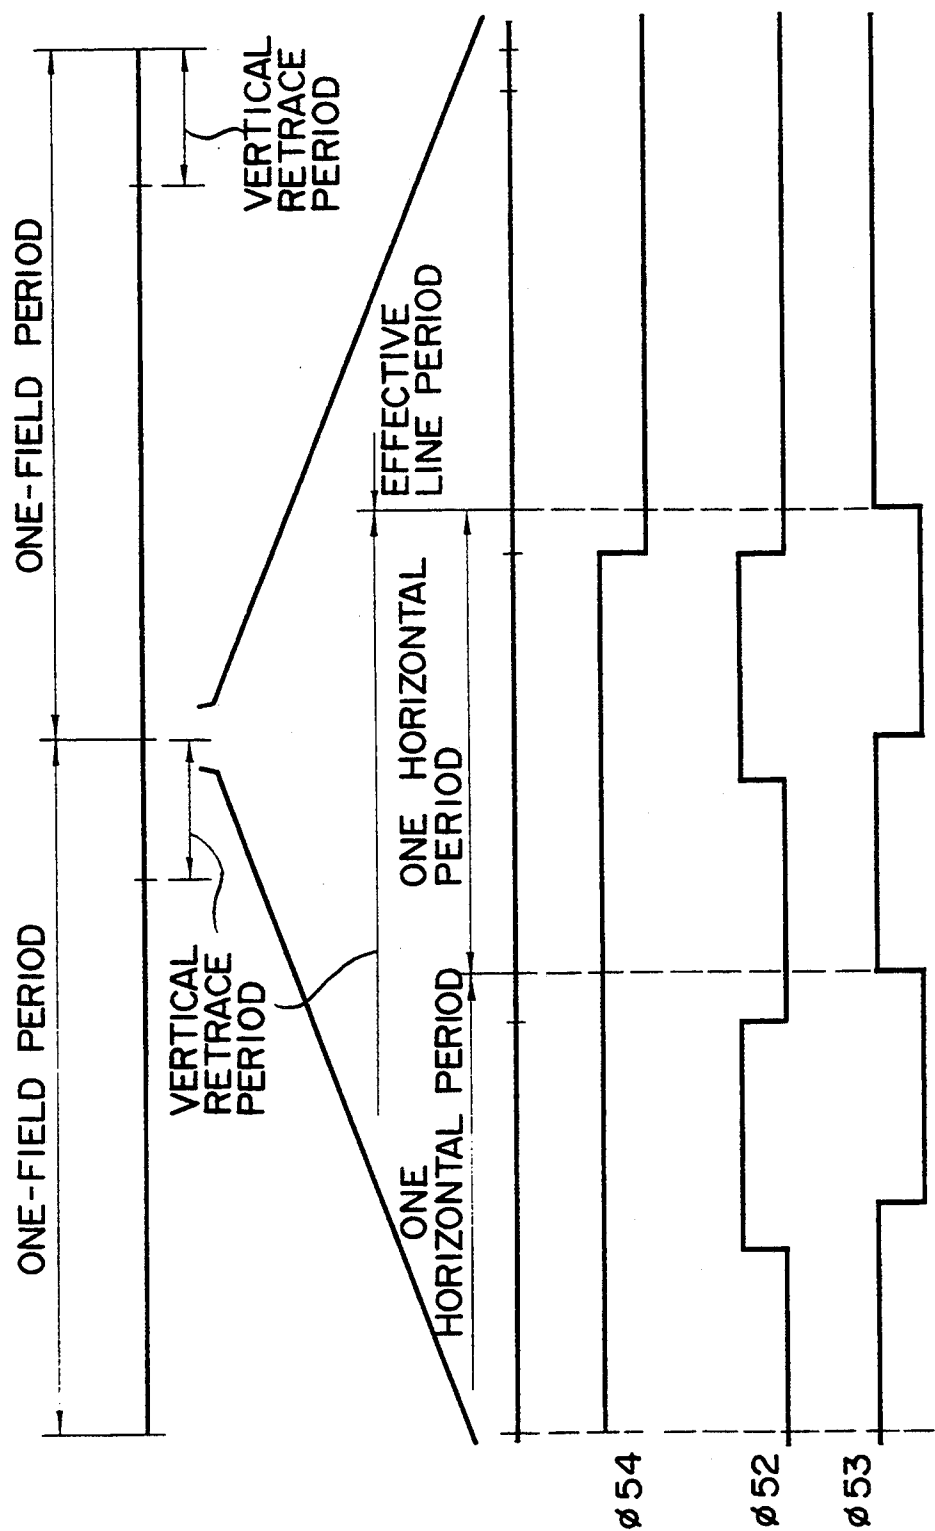 ONE-FIELD PERIOD
ONE-FIELD PERIOD
VERTICAL
RETRACE
PERIOD
VERTICAL
RETRACE
PERIOD
EFFECTIVE
LINE PERIOD
ONE
HORIZONTAL PERIOD
ONE HORIZONTAL
PERIOD
ø54
ø52
ø53